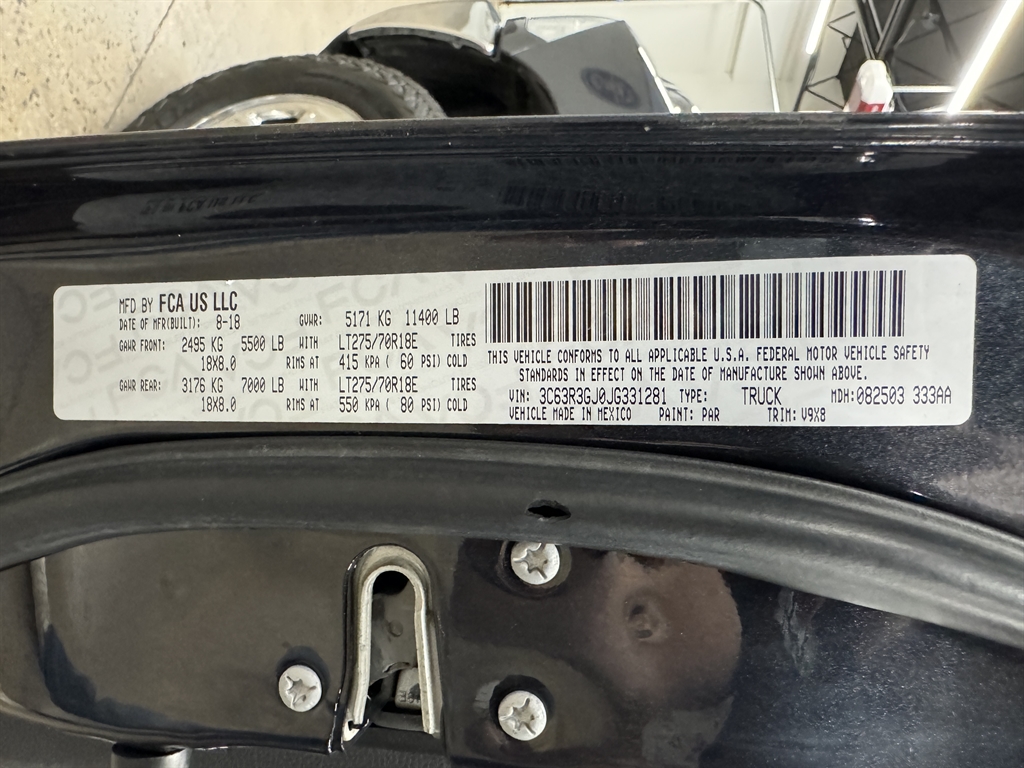 MFD BY FCA US LLC
DATE OF MFR(BUILT): 8-18 GVWR: 5171 KG 11400 LB
GAWR FRONT: 2495 KG 5500 LB WITH LT275/70R18E TIRES
18X8.0 RIMS AT 415 KPA ( 60 PSI) COLD
GAWR REAR: 3176 KG 7000 LB WITH LT275/70R18E TIRES
18X8.0 RIMS AT 550 KPA ( 80 PSI) COLD
THIS VEHICLE CONFORMS TO ALL APPLICABLE U.S.A. FEDERAL MOTOR VEHICLE SAFETY
STANDARDS IN EFFECT ON THE DATE OF MANUFACTURE SHOWN ABOVE.
VIN: 3C63R3GJ0JG331281 TYPE: TRUCK MDH: 082503 333AA
VEHICLE MADE IN MEXICO PAINT: PAR TRIM: V9X8